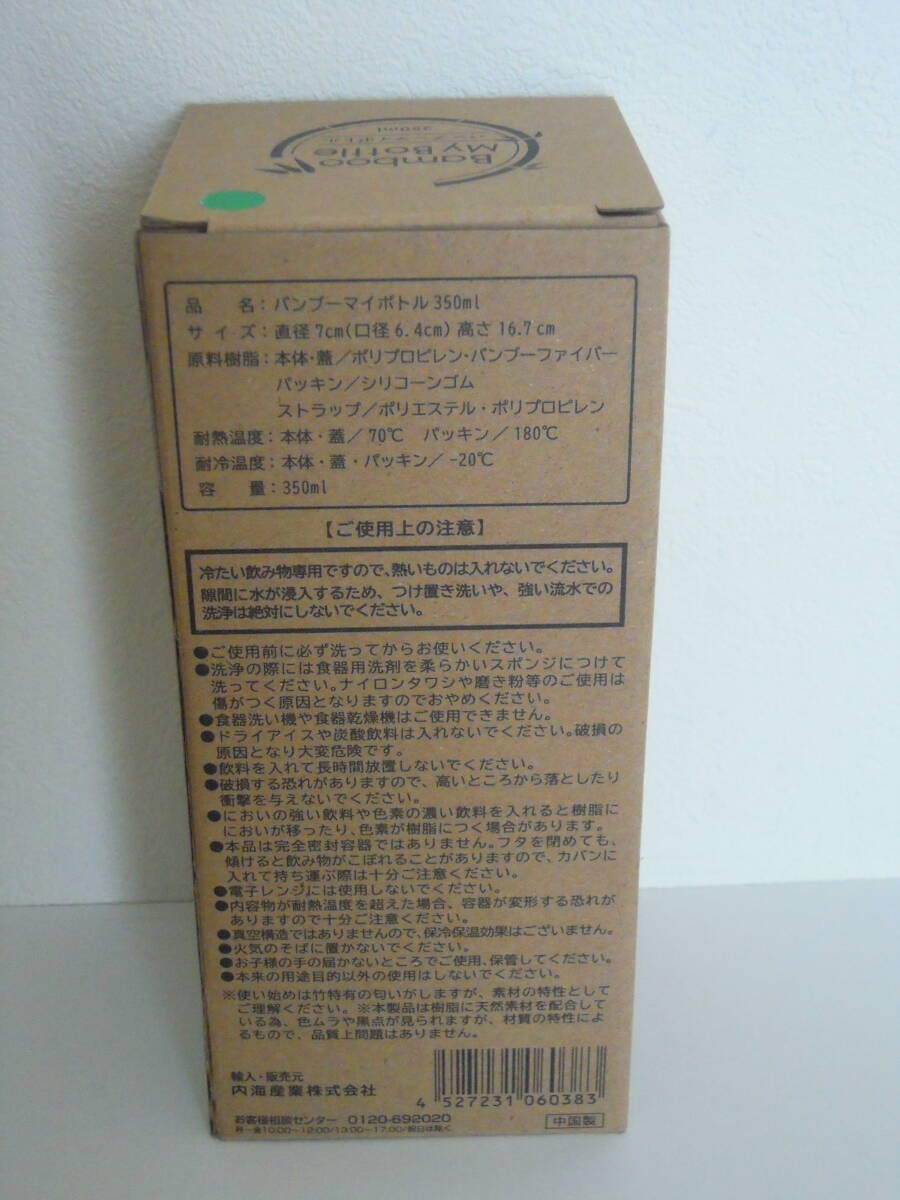 Bamboo
My Bottle
バンブーマイボトル
350ml
品　名：バンブーマイボトル 350ml
サイズ：直径7cm(口径6.4cm) 高さ16.7cm
原料樹脂：本体・蓋／ポリプロピレン・バンブーファイバー
パッキン／シリコーンゴム
ストラップ／ポリエステル・ポリプロピレン
耐熱温度：本体・蓋／70℃　パッキン／180℃
耐冷温度：本体・蓋・パッキン／-20℃
容　量：350ml
【ご使用上の注意】
冷たい飲み物専用ですので、熱いものは入れないでください。
隙間に水が浸入するため、つけ置き洗いや、強い流水での
洗浄は絶対にしないでください。
●ご使用前に必ず洗ってからお使いください。
●洗浄の際には食器用洗剤を柔らかいスポンジにつけて
洗ってください。ナイロンタワシや磨き粉等のご使用は
傷がつく原因となりますのでおやめください。
●食器洗い機や食器乾燥機はご使用できません。
●ドライアイスや炭酸飲料は入れないでください。破損の
原因となり大変危険です。
●飲料を入れて長時間放置しないでください。
●破損する恐れがありますので、高いところから落としたり
衝撃を与えないでください。
●においの強い飲料や色素の濃い飲料を入れると樹脂に
においが移ったり、色素が樹脂につく場合があります。
●本品は完全密封容器ではありません。フタを閉めても、
傾けると飲み物がこぼれることがありますので、カバンに
入れて持ち運ぶ際は十分ご注意ください。
●電子レンジには使用しないでください。
●内容物が耐熱温度を超えた場合、容器が変形する恐れが
ありますので十分ご注意ください。
●真空構造ではありませんので、保冷保温効果はございません。
●火気のそばに置かないでください。
●お子様の手の届かないところでご使用、保管してください。
●本来の用途目的以外の使用はしないでください。
※使い始めは竹特有の匂いがしますが、素材の特性として
ご理解ください。※本製品は樹脂に天然素材を配合して
いる為、色ムラや黒点が見られますが、材質の特性によ
るもので、品質上問題はありません。
輸入・販売元
内海産業株式会社
4 527231 060383
お客様相談センター 0120-692020
月～金10:00～12:00/13:00～17:00/祝日は除く
中国製